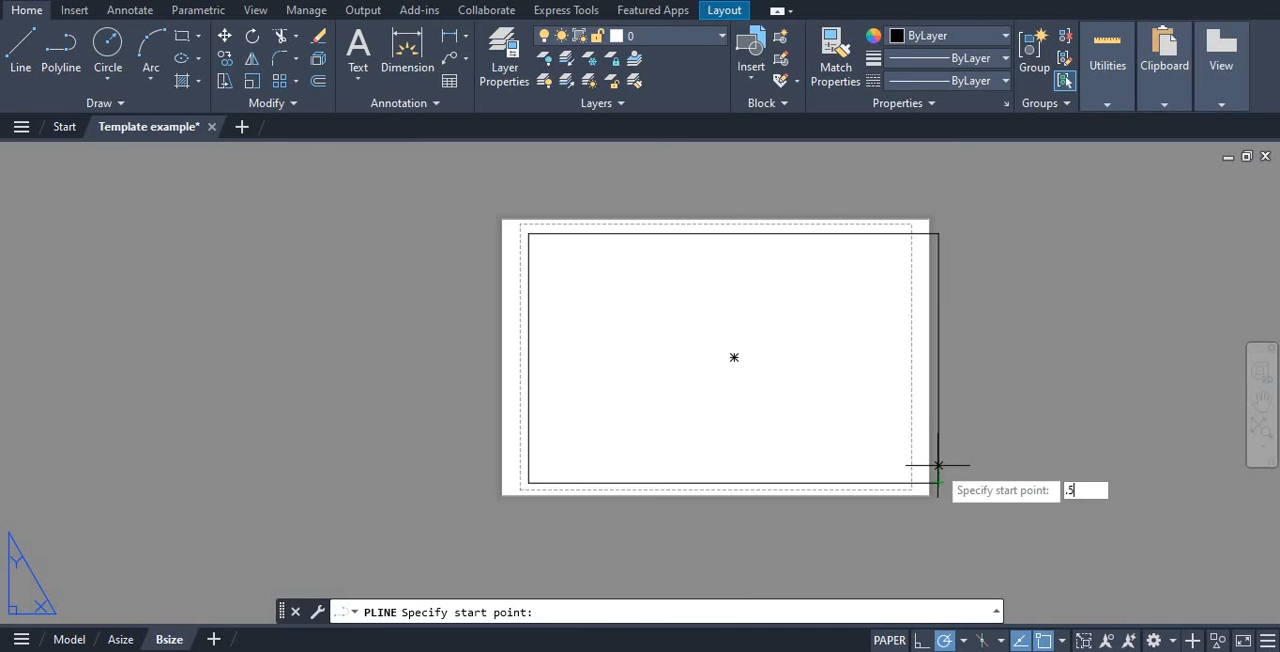 Home Insert Annotate Parametric View Manage Output Add-ins Collaborate Express Tools Featured Apps Layout
0 ByLayer
ByLayer
Line Polyline Circle Arc Text Dimension Layer Properties Insert Match Properties ByLayer Group Utilities Clipboard View
Draw Modify Annotation Layers Block Properties Groups
Start Template example*
Specify start point: .5
Y
X
PLINE Specify start point:
Model Asize Bsize PAPER